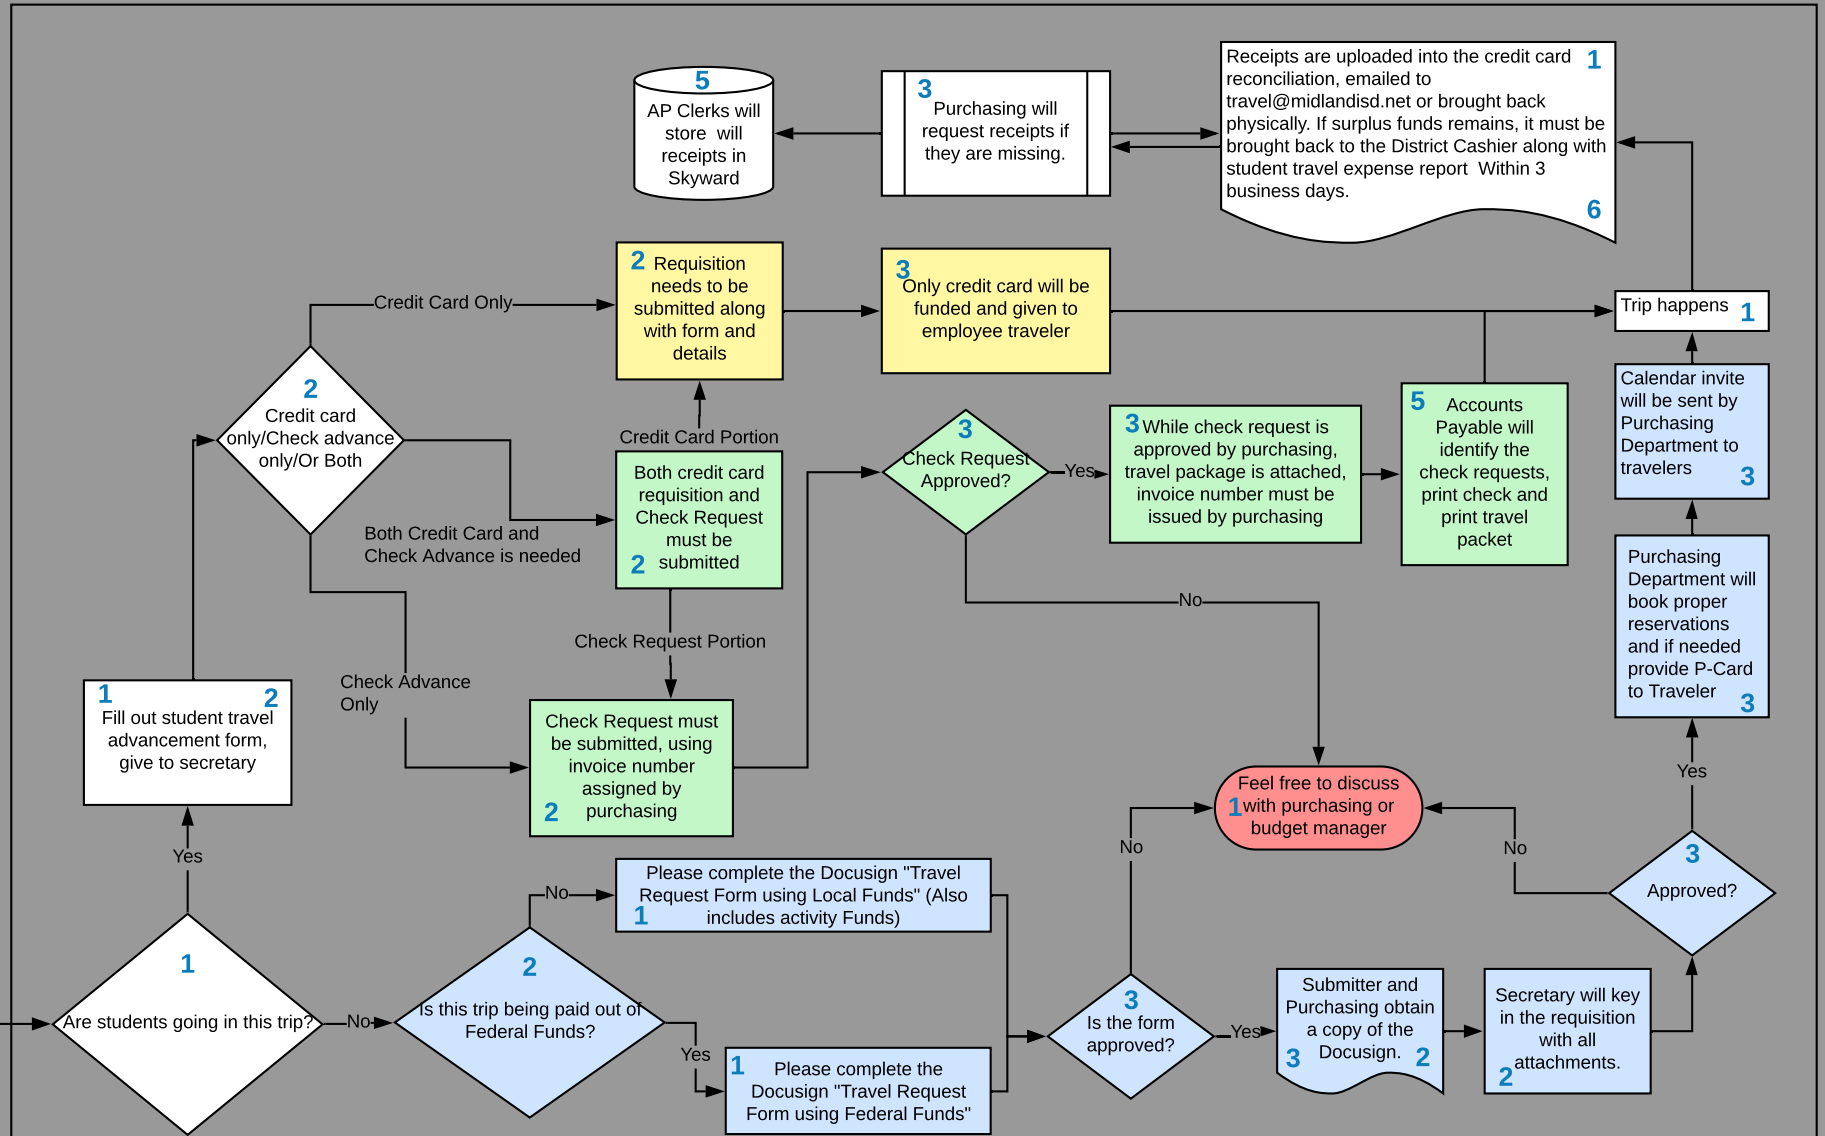 5
AP Clerks will
store will
receipts in
Skyward
3
Purchasing will
request receipts if
they are missing.
Receipts are uploaded into the credit card 1
reconciliation, emailed to
travel@midlandisd.net or brought back
physically. If surplus funds remains, it must be
brought back to the District Cashier along with
student travel expense report Within 3
business days.
6
2 Requisition
needs to be
submitted along
with form and
details
3
Only credit card will be
funded and given to
employee traveler
Trip happens 1
Credit Card Only
2
Credit card
only/Check advance
only/Or Both
Credit Card Portion
Both Credit Card and
Check Advance is needed
Both credit card
requisition and
Check Request
must be
2 submitted
3
Check Request
Approved?
Yes
3 While check request is
approved by purchasing,
travel package is attached,
invoice number must be
issued by purchasing
5 Accounts
Payable will
identify the
check requests,
print check and
print travel
packet
Calendar invite
will be sent by
Purchasing
Department to
travelers
3
Purchasing
Department will
book proper
reservations
and if needed
provide P-Card
to Traveler
3
No
Check Request Portion
Check Advance
Only
1 2
Fill out student travel
advancement form,
give to secretary
Check Request must
be submitted, using
invoice number
assigned by
2 purchasing
Yes
Feel free to discuss
1 with purchasing or
budget manager
No
No
Yes
3
Approved?
Please complete the Docusign "Travel
Request Form using Local Funds" (Also
1 includes activity Funds)
No
1
Are students going in this trip?
No
2
Is this trip being paid out of
Federal Funds?
Yes
1 Please complete the
Docusign "Travel Request
Form using Federal Funds"
3
Is the form
approved?
Yes
Submitter and
Purchasing obtain
a copy of the
3 Docusign. 2
Secretary will key
in the requisition
with all
2 attachments.